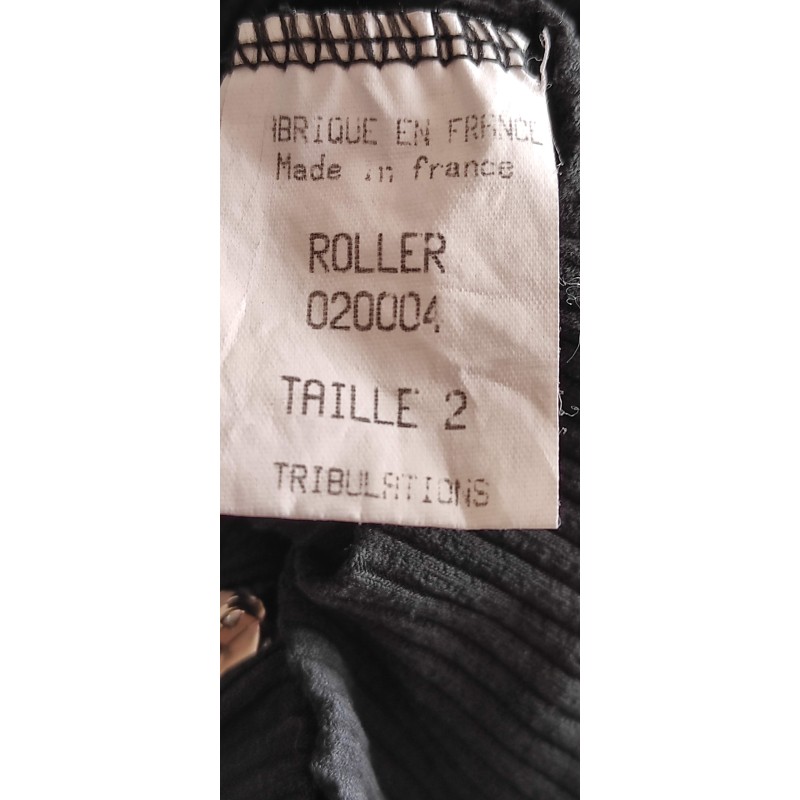 ABRIQUE EN FRANCE
Made in france
ROLLER
020004
TAILLE 2
TRIBULATIONS